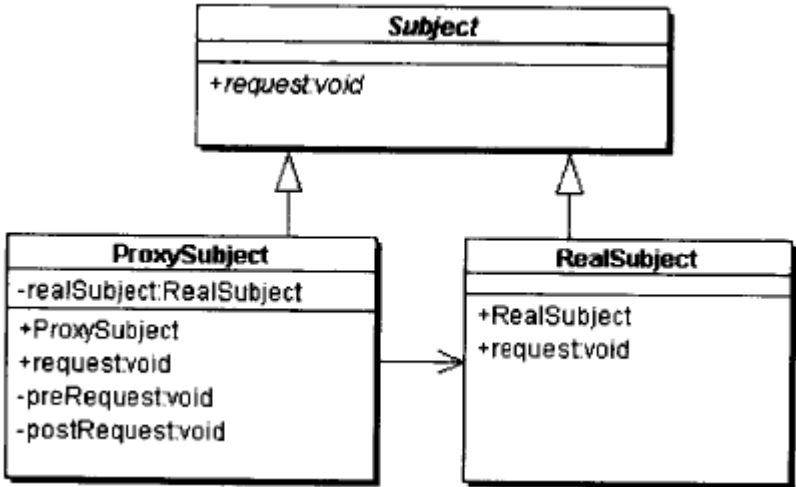 Subject
+request:void
ProxySubject
-realSubject:RealSubject
+ProxySubject
+request:void
-preRequest:void
-postRequest:void
RealSubject
+RealSubject
+request:void